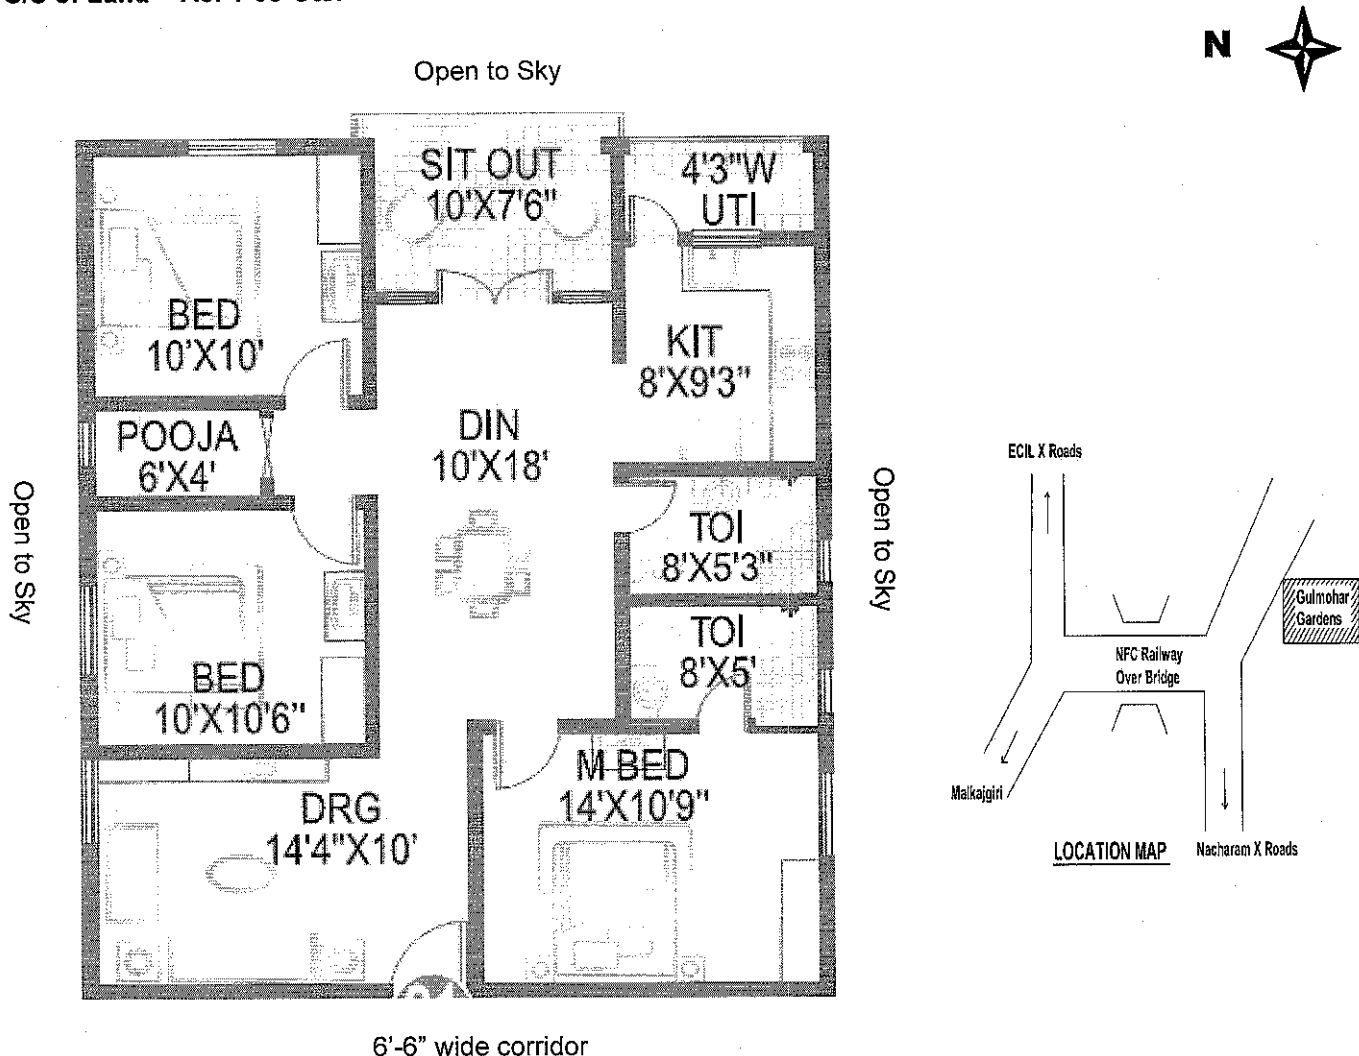 N
Open to Sky
SIT OUT
10'X7'6"
4'3"W
UTI
BED
10'X10'
KIT
8'X9'3"
POOJA
6'X4'
DIN
10'X18'
TOI
8'X5'3"
TOI
8'X5'
BED
10'X10'6"
M BED
14'X10'9"
DRG
14'4"X10'
Open to Sky
Open to Sky
6'-6" wide corridor
ECIL X Roads
Gulmohar
Gardens
NFC Railway
Over Bridge
Malkajgiri
LOCATION MAP
Nacharam X Roads